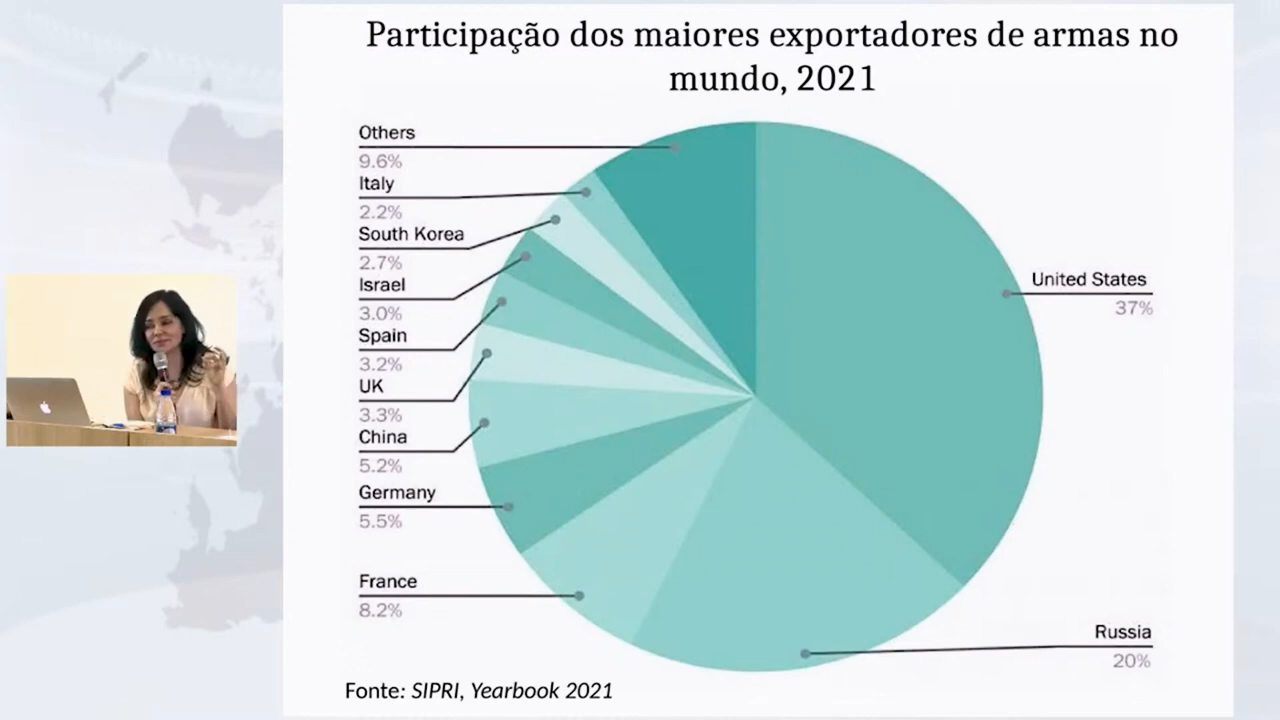 Participação dos maiores exportadores de armas no
mundo, 2021
Others
9.6%
Italy
2.2%
South Korea
2.7%
Israel
3.0%
Spain
3.2%
UK
3.3%
China
5.2%
Germany
5.5%
France
8.2%
United States
37%
Russia
20%
Fonte: SIPRI, Yearbook 2021